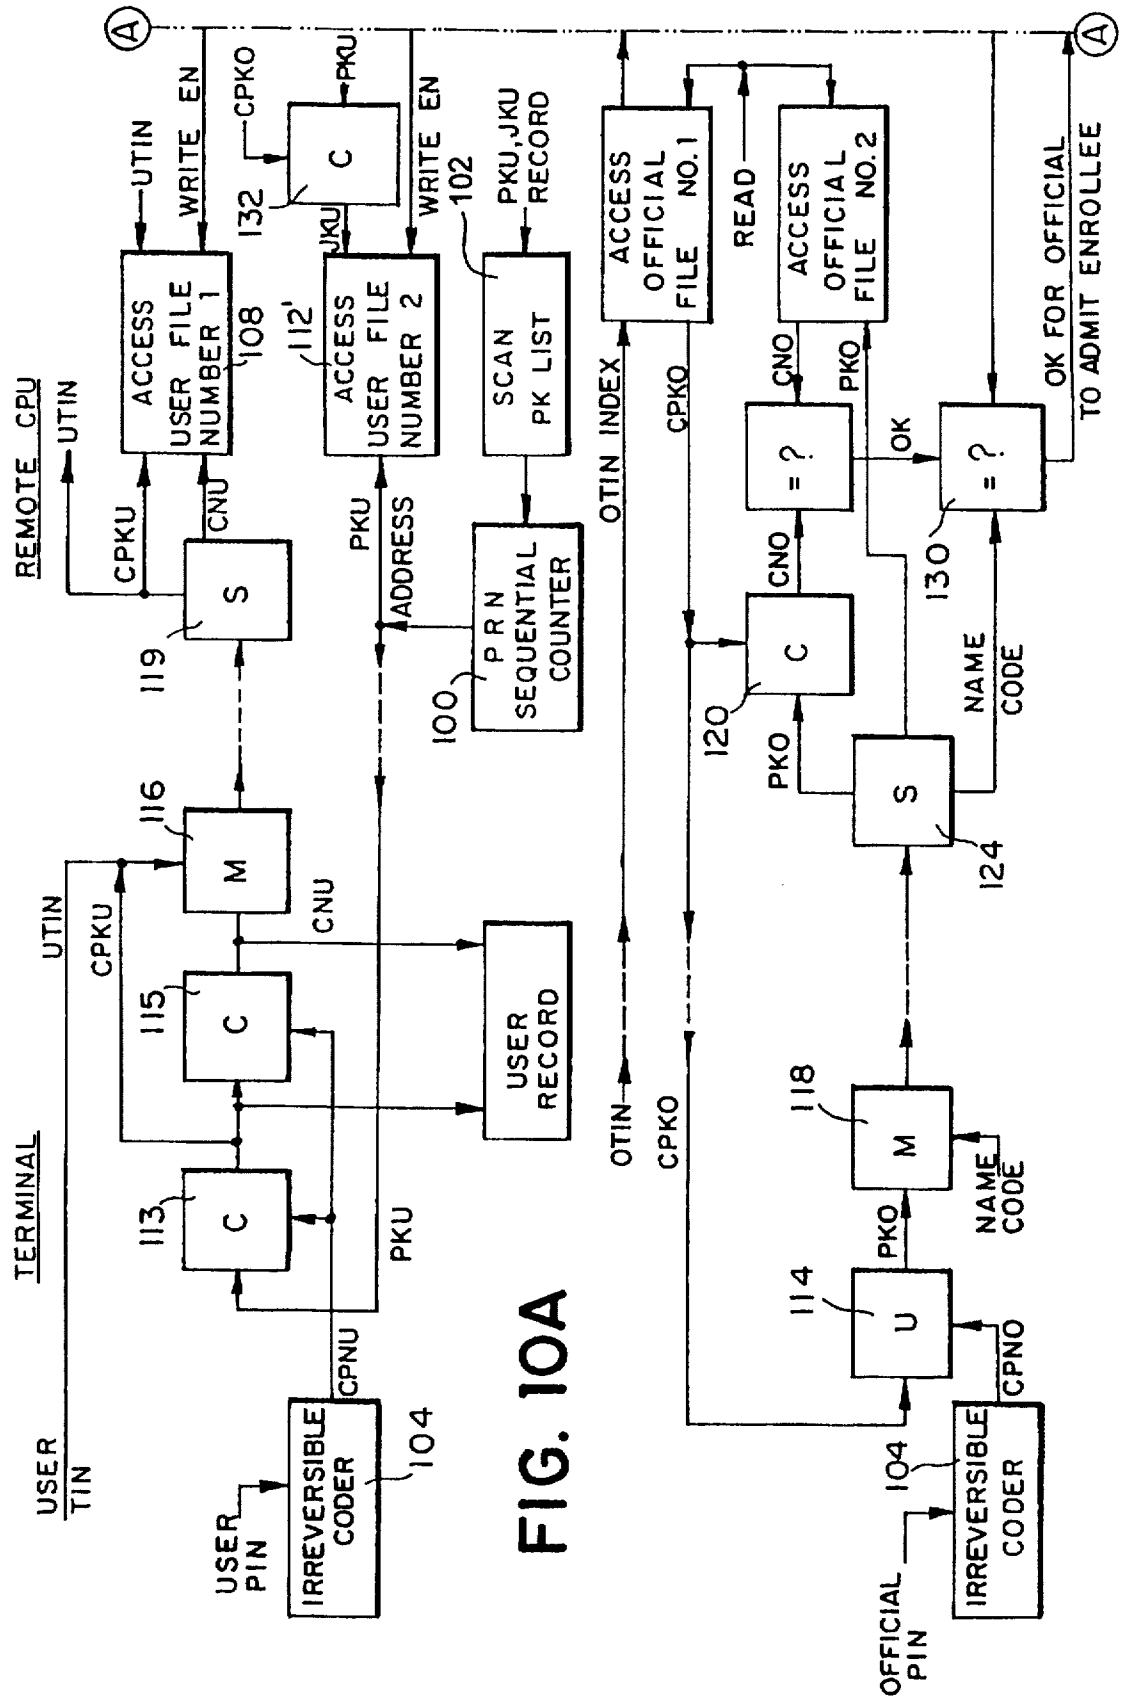 TERMINAL
REMOTE CPU
USER
TIN
UTIN
UTIN
CPKU
CPKU
UTIN
WRITE EN
A
USER
PIN
IRREVERSIBLE
CODER
104
CPNU
113
C
115
C
116
M
119
S
CNU
CNU
ACCESS
USER FILE
NUMBER 1
108
CPKO
132
C
PKU
JKU
WRITE EN
PKU
PKU
ADDRESS
112'
ACCESS
USER FILE
NUMBER 2
USER
RECORD
100
P R N
SEQUENTIAL
COUNTER
SCAN
PK LIST
102
PKU, JKU
RECORD
FIG. 10A
OTIN
OTIN INDEX
ACCESS
OFFICIAL
FILE NO. 1
CPKO
CPKO
READ
ACCESS
OFFICIAL
FILE NO. 2
120
C
PKO
CNO
= ?
CNO
PKO
OK
OFFICIAL
PIN
104
IRREVERSIBLE
CODER
CPNO
114
U
PKO
118
M
NAME
CODE
S
124
NAME
CODE
130
= ?
OK FOR OFFICIAL
TO ADMIT ENROLLEE
A